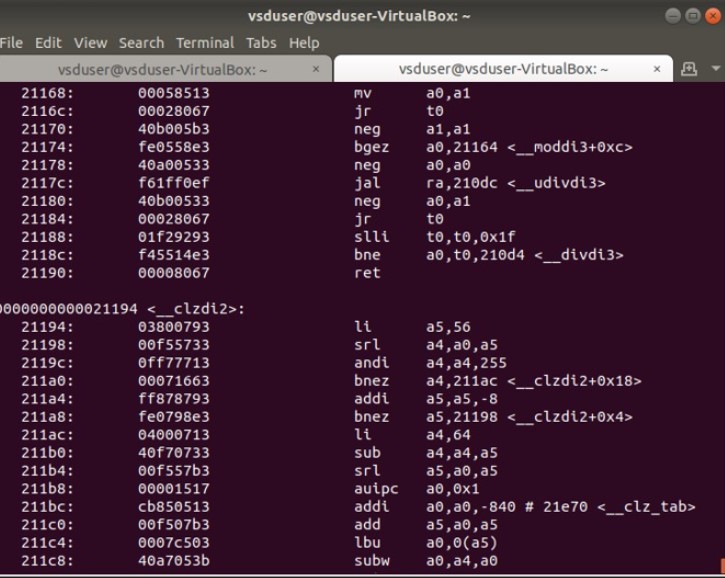 vsduser@vsduser-VirtualBox: ~
File Edit View Search Terminal Tabs Help
vsduser@vsduser-VirtualBox: ~ × vsduser@vsduser-VirtualBox: ~ ×
21168: 00058513 mv a0,a1
2116c: 00028067 jr t0
21170: 40b005b3 neg a1,a1
21174: fe0558e3 bgez a0,21164 <__moddi3+0xc>
21178: 40a00533 neg a0,a0
2117c: f61ff0ef jal ra,210dc <__udivdi3>
21180: 40b00533 neg a0,a1
21184: 00028067 jr t0
21188: 01f29293 slli t0,t0,0x1f
2118c: f45514e3 bne a0,t0,210d4 <__divdi3>
21190: 00008067 ret
0000000000021194 <__clzdi2>:
21194: 03800793 li a5,56
21198: 00f55733 srl a4,a0,a5
2119c: 0ff77713 andi a4,a4,255
211a0: 00071663 bnez a4,211ac <__clzdi2+0x18>
211a4: ff878793 addi a5,a5,-8
211a8: fe0798e3 bnez a5,21198 <__clzdi2+0x4>
211ac: 04000713 li a4,64
211b0: 40f70733 sub a4,a4,a5
211b4: 00f557b3 srl a5,a0,a5
211b8: 00001517 auipc a0,0x1
211bc: cb850513 addi a0,a0,-840 # 21e70 <__clz_tab>
211c0: 00f507b3 add a5,a0,a5
211c4: 0007c503 lbu a0,0(a5)
211c8: 40a7053b subw a0,a4,a0